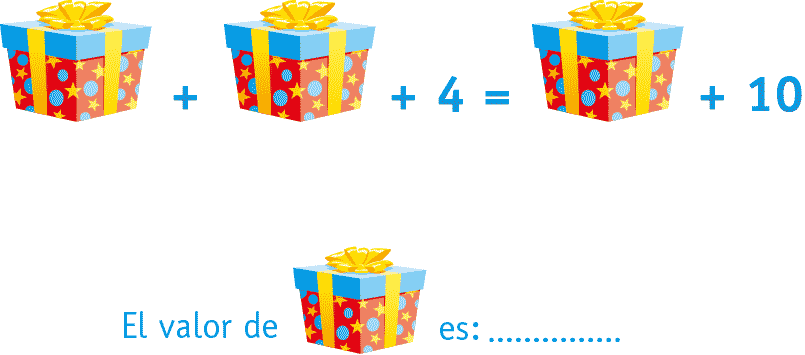 + + 4 = + 10
El valor de es: ...............